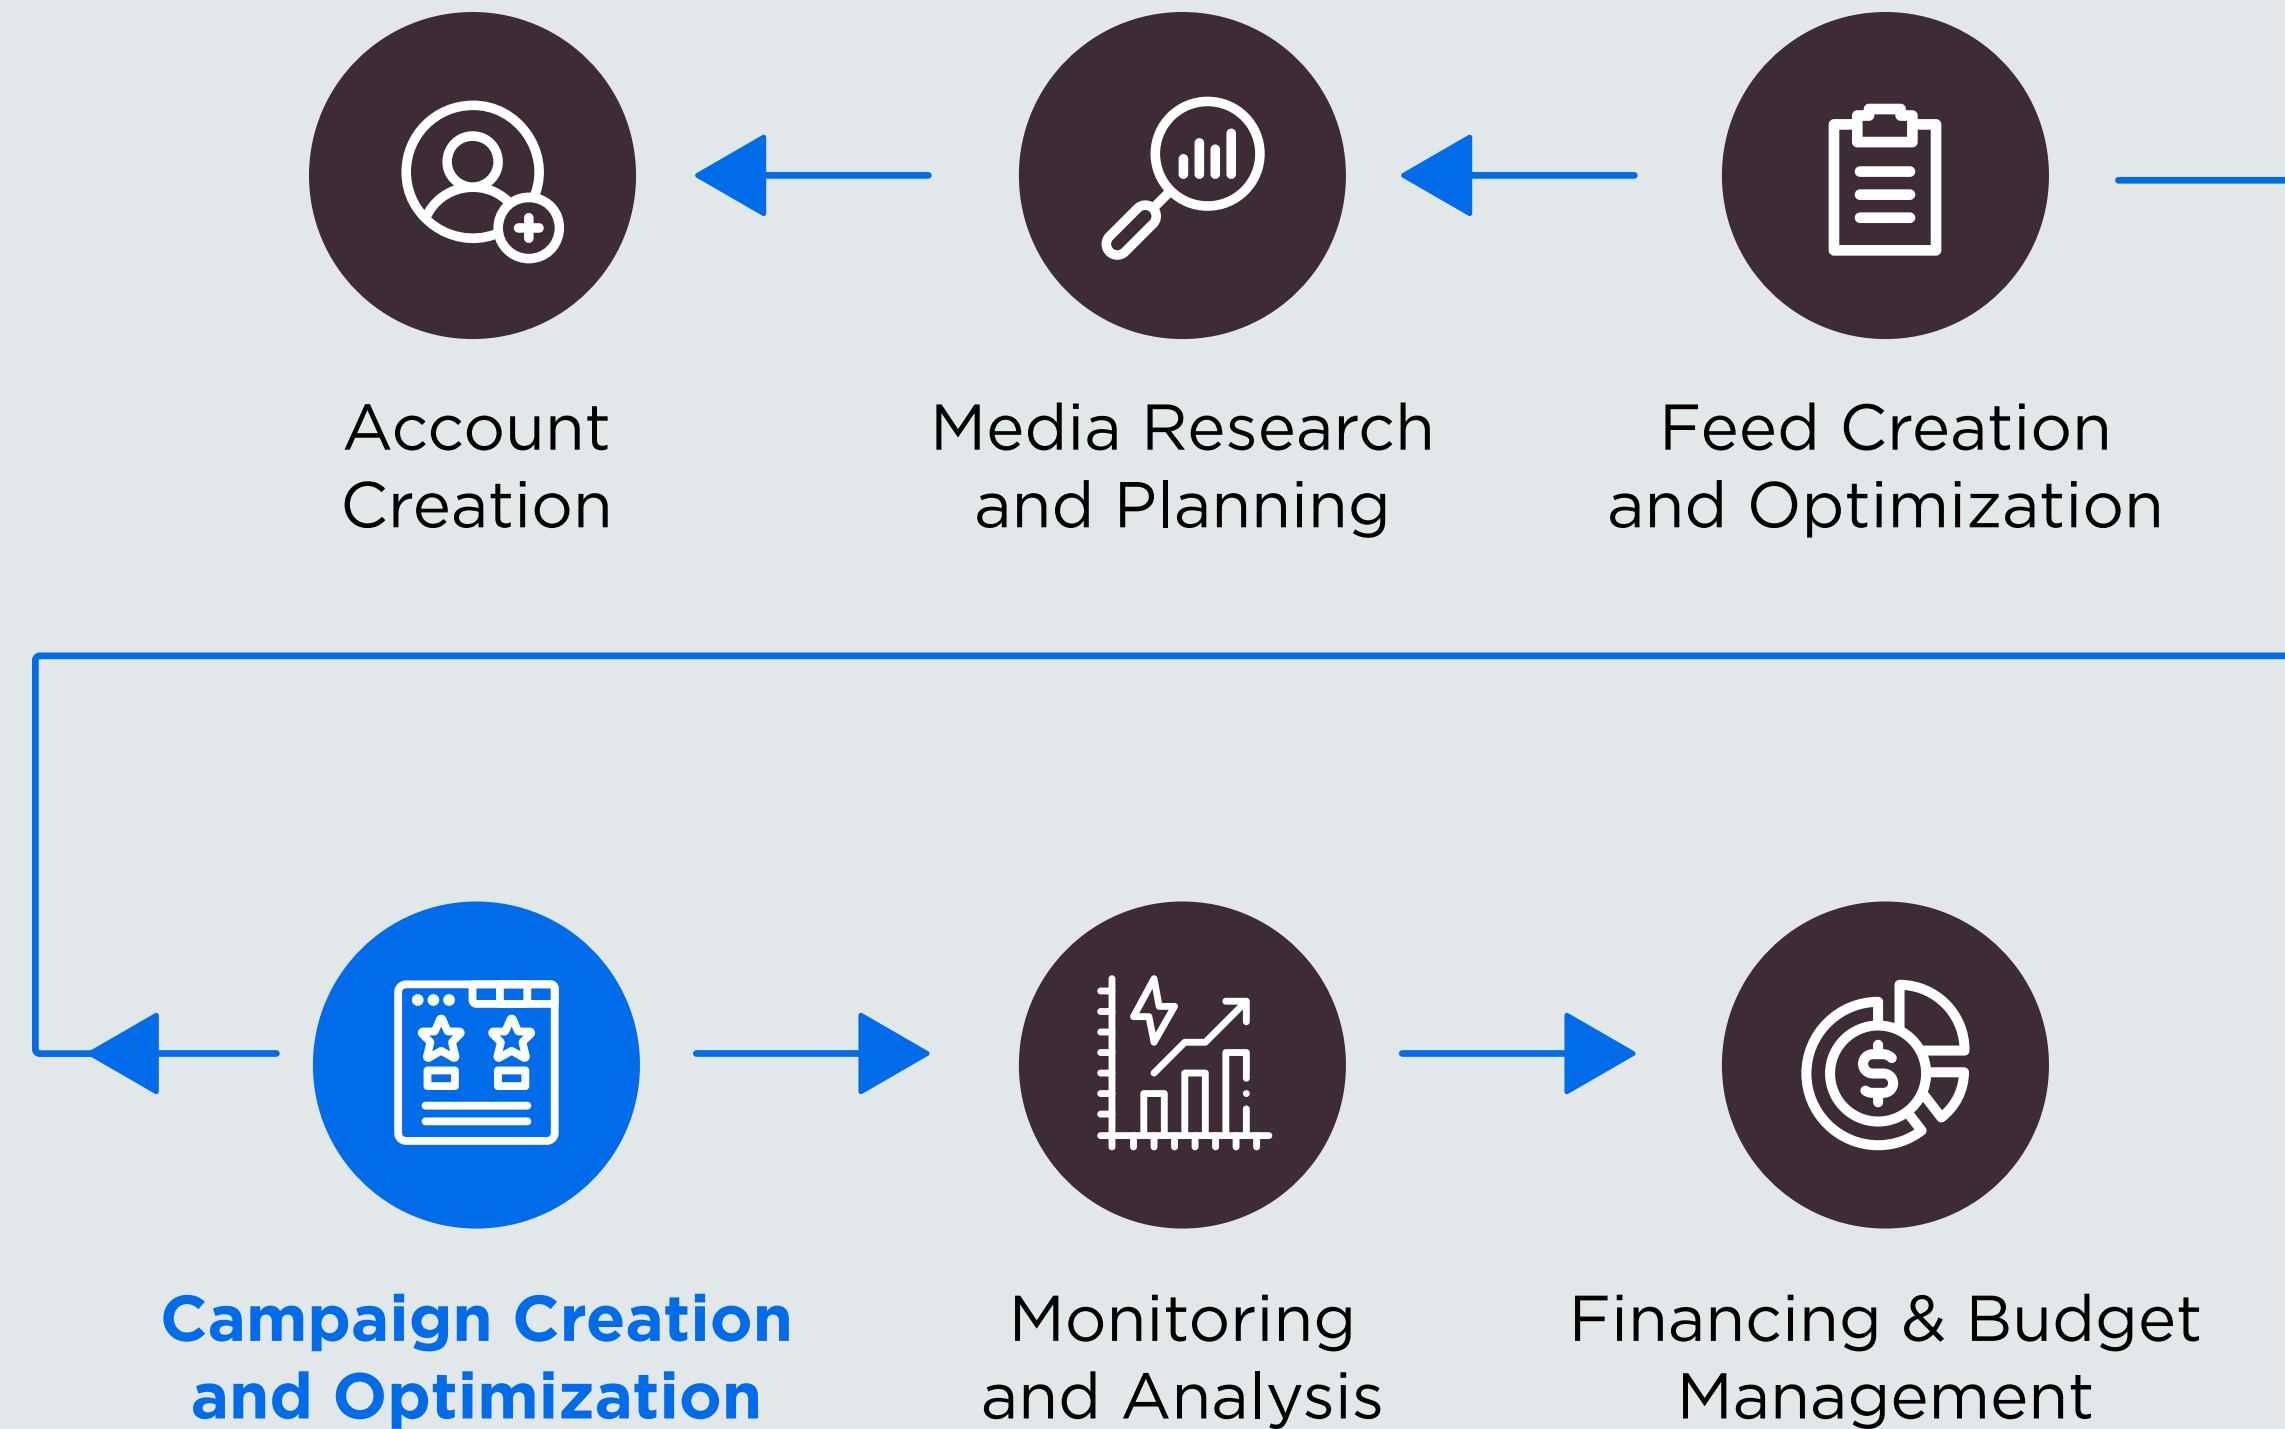 Account
Creation
Media Research
and Planning
Feed Creation
and Optimization
Campaign Creation
and Optimization
Monitoring
and Analysis
Financing & Budget
Management